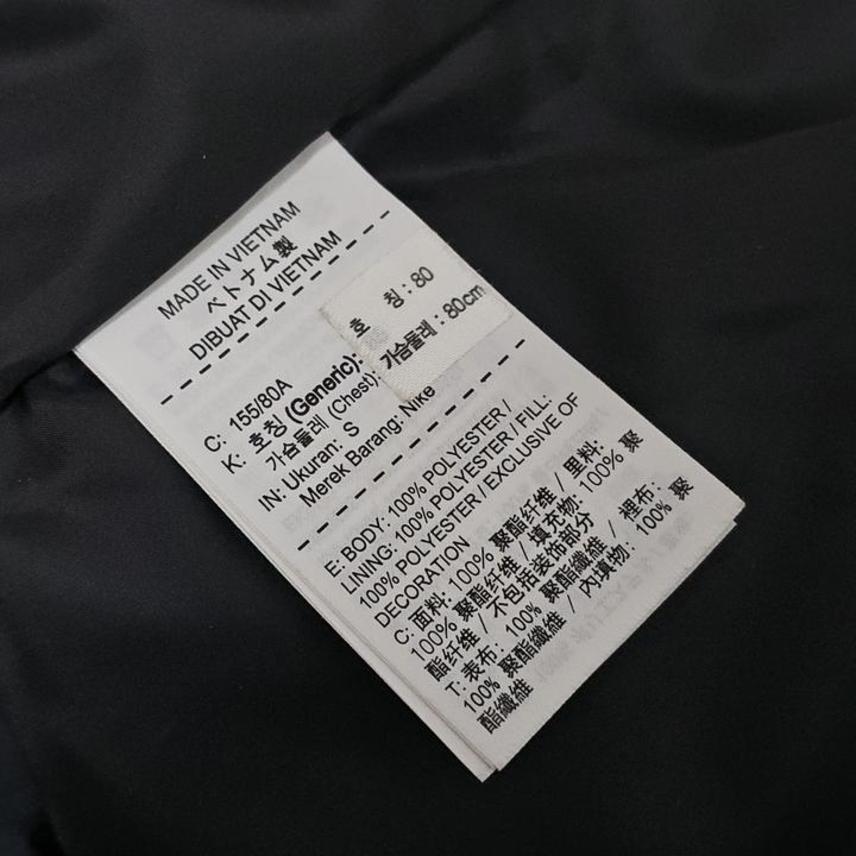 MADE IN VIETNAM
ベトナム製
DIBUAT DI VIETNAM
C: 155/80A
K: 호칭 (Generic):
가슴둘레 (Chest):
호 칭 : 80
가슴둘레 : 80cm
IN: Ukuran: S
Merek Barang: Nike
E: BODY: 100% POLYESTER /
LINING: 100% POLYESTER / FILL:
100% POLYESTER / EXCLUSIVE OF
DECORATION
C: 面料: 100% 聚酯纤维 / 里料:
100% 聚酯纤维 / 填充物: 100% 聚
酯纤维 / 不包括装饰部分
T: 表布: 100% 聚酯纖維 / 裡布:
100% 聚酯纖維 / 內填物: 100% 聚
酯纖維